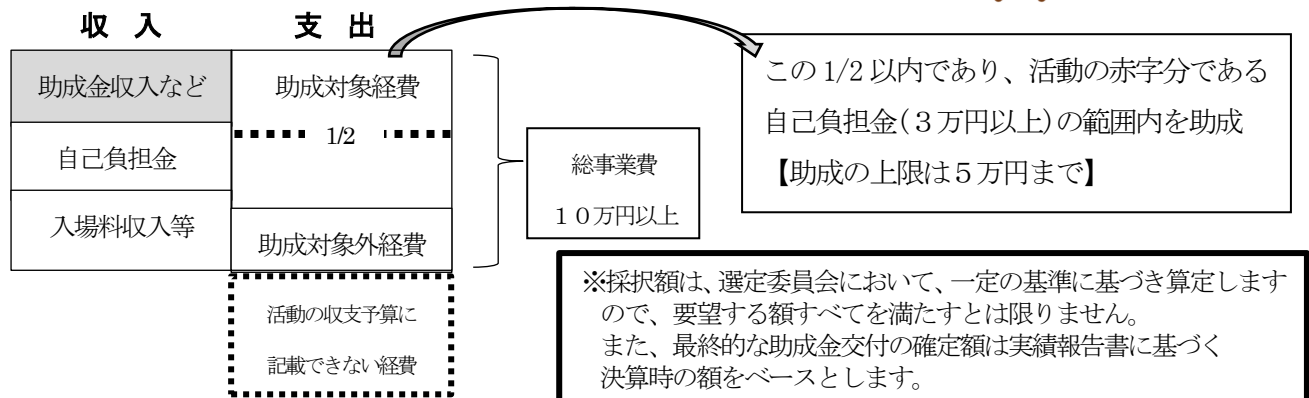 収 入
支 出
助成金収入など
自己負担金
入場料収入等
助成対象経費
1/2
助成対象外経費
活動の収支予算に
記載できない経費
総事業費
１０万円以上
この 1/2 以内であり、活動の赤字分である
自己負担金(３万円以上)の範囲内を助成
【助成の上限は５万円まで】
※採択額は、選定委員会において、一定の基準に基づき算定します
ので、要望する額すべてを満たすとは限りません。
また、最終的な助成金交付の確定額は実績報告書に基づく
決算時の額をベースとします。